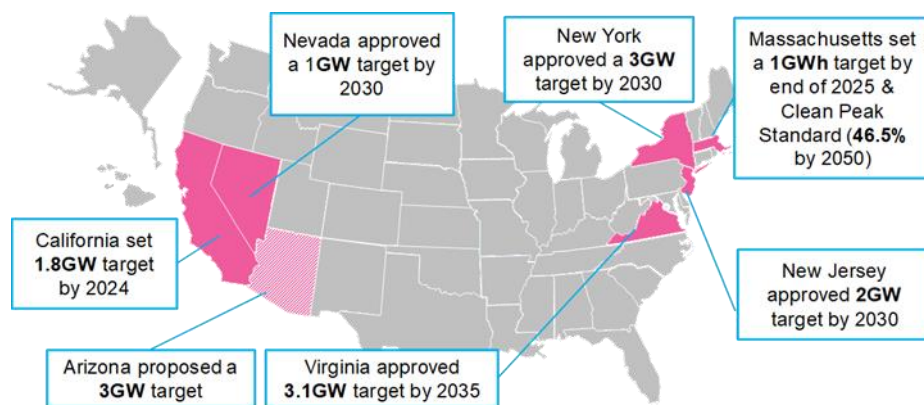 Nevada approved
a 1GW target by
2030
New York
approved a 3GW
target by 2030
Massachusetts set
a 1GWh target by
end of 2025 &
Clean Peak
Standard (46.5%
by 2050)
California set
1.8GW target
by 2024
New Jersey
approved 2GW
target by 2030
Arizona proposed a
3GW target
Virginia approved
3.1GW target by 2035